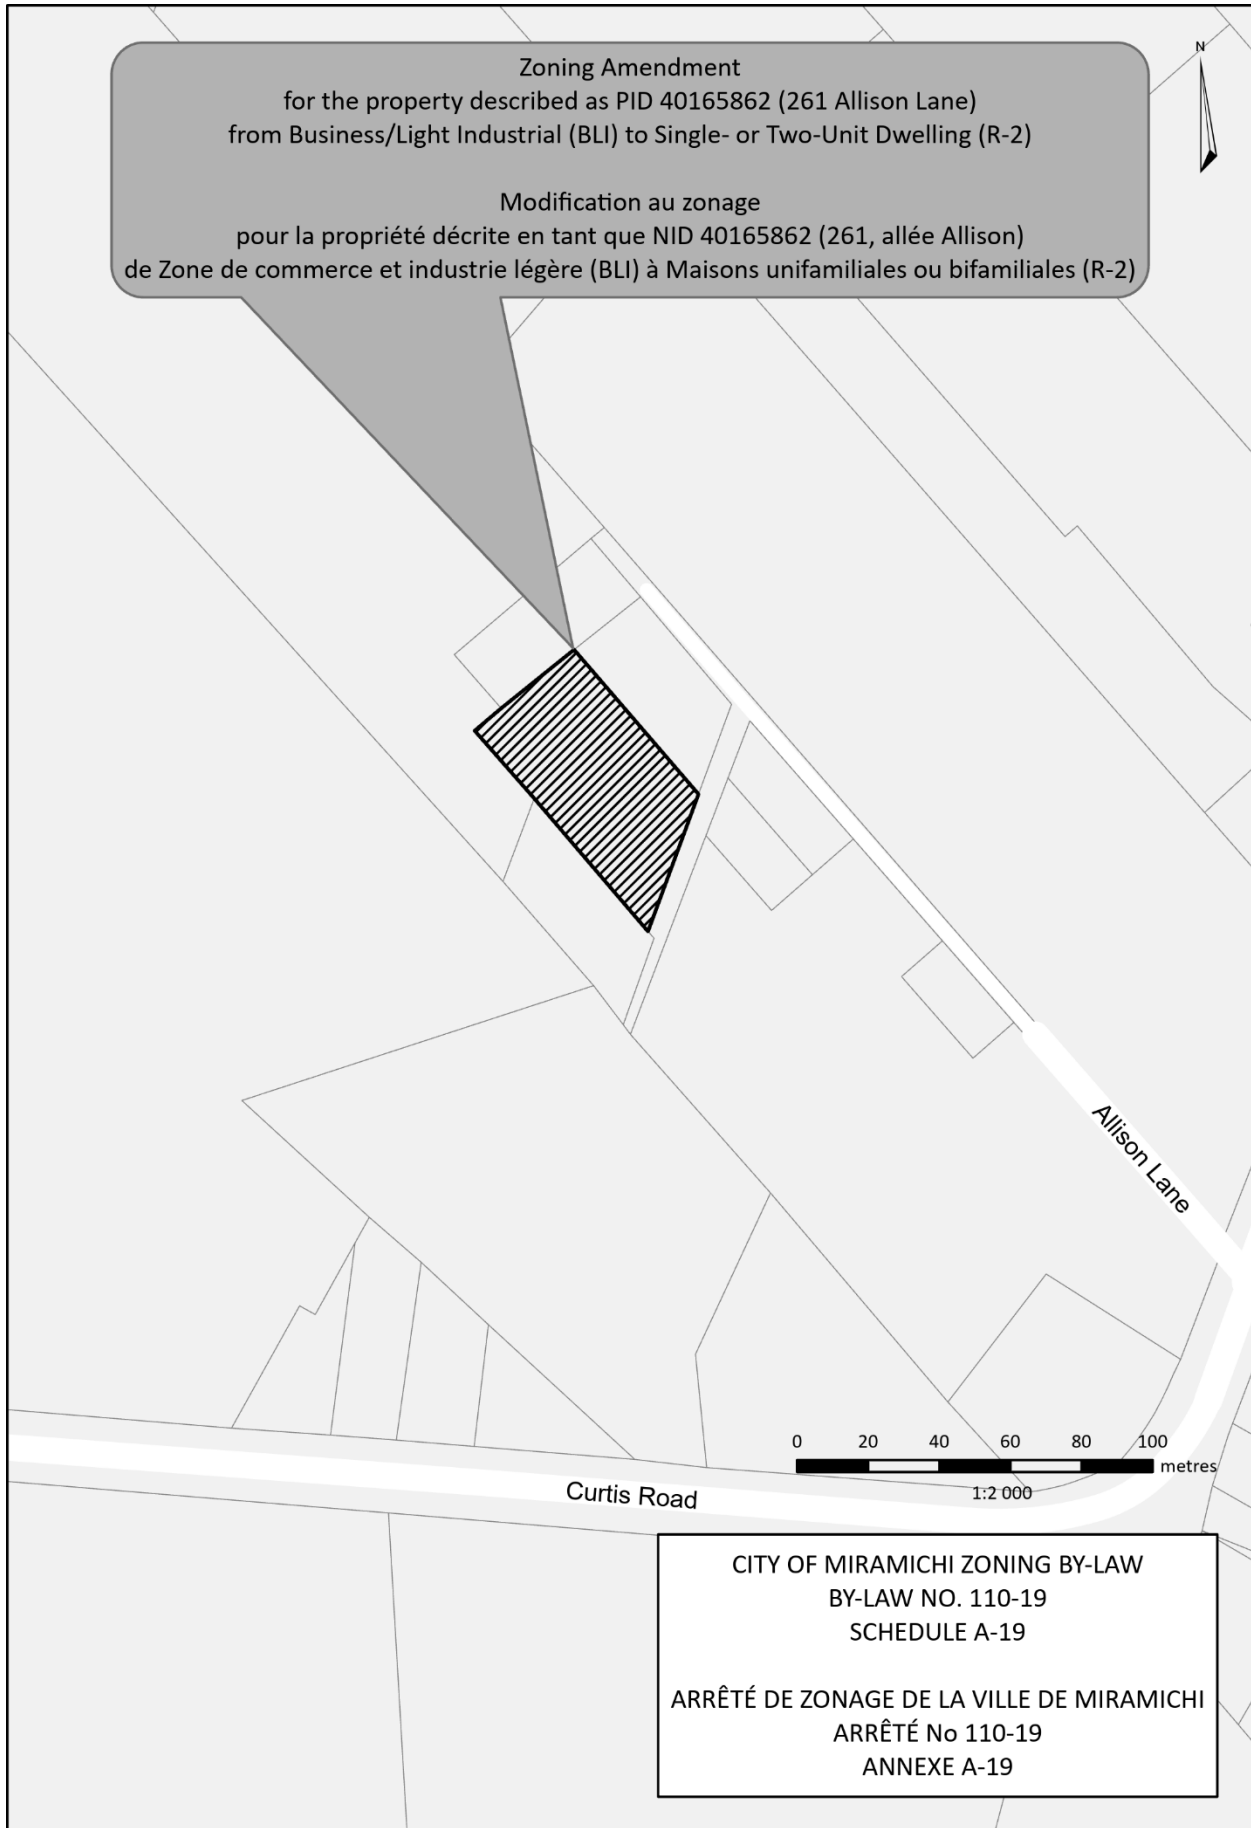 Zoning Amendment
for the property described as PID 40165862 (261 Allison Lane)
from Business/Light Industrial (BLI) to Single- or Two-Unit Dwelling (R-2)
Modification au zonage
pour la propriété décrite en tant que NID 40165862 (261, allée Allison)
de Zone de commerce et industrie légère (BLI) à Maisons unifamiliales ou bifamiliales (R-2)
N
Allison Lane
0 20 40 60 80 100
metres
1:2 000
Curtis Road
CITY OF MIRAMICHI ZONING BY-LAW
BY-LAW NO. 110-19
SCHEDULE A-19
ARRÊTÉ DE ZONAGE DE LA VILLE DE MIRAMICHI
ARRÊTÉ No 110-19
ANNEXE A-19